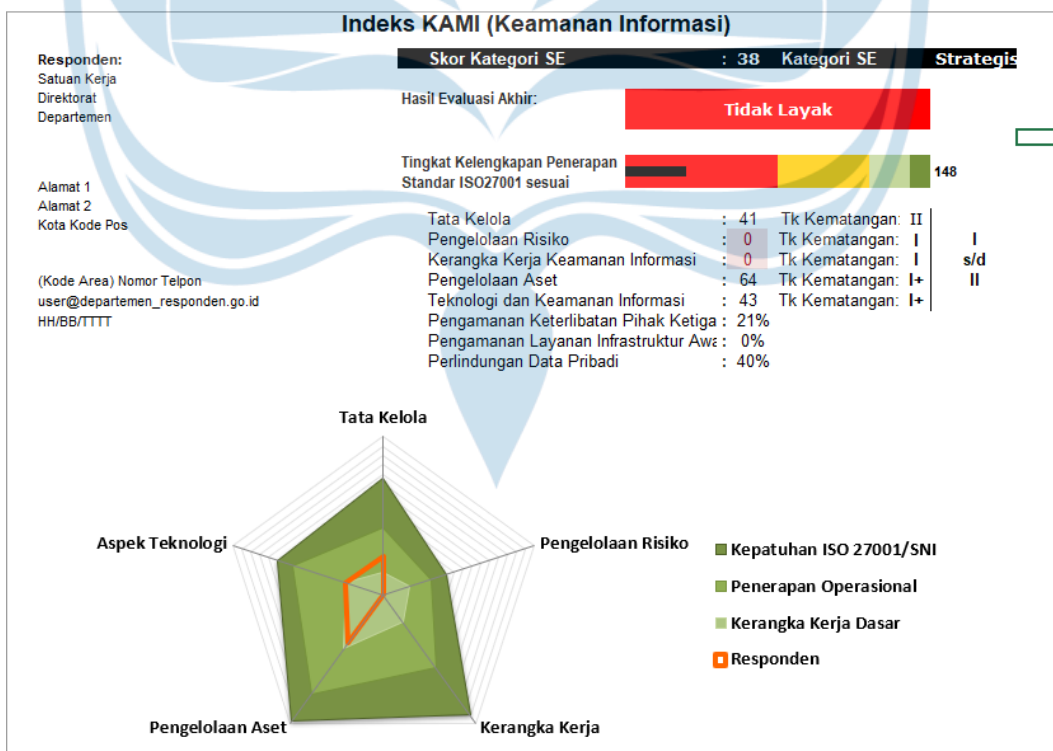 Indeks KAMI (Keamanan Informasi)
Responden:
Satuan Kerja
Direktorat
Departemen
Alamat 1
Alamat 2
Kota Kode Pos
(Kode Area) Nomor Telpon
user@departemen_responden.go.id
HH/BB/TTTT
Skor Kategori SE : 38 Kategori SE Strategis
Hasil Evaluasi Akhir: Tidak Layak
Tingkat Kelengkapan Penerapan
Standar ISO27001 sesuai 148
Tata Kelola : 41 Tk Kematangan: II
Pengelolaan Risiko : 0 Tk Kematangan: I I
Kerangka Kerja Keamanan Informasi : 0 Tk Kematangan: I s/d
Pengelolaan Aset : 64 Tk Kematangan: I+ II
Teknologi dan Keamanan Informasi : 43 Tk Kematangan: I+
Pengamanan Keterlibatan Pihak Ketiga : 21%
Pengamanan Layanan Infrastruktur Awa : 0%
Perlindungan Data Pribadi : 40%
Tata Kelola
Pengelolaan Risiko
Kerangka Kerja
Pengelolaan Aset
Aspek Teknologi
Kepatuhan ISO 27001/SNI
Penerapan Operasional
Kerangka Kerja Dasar
Responden